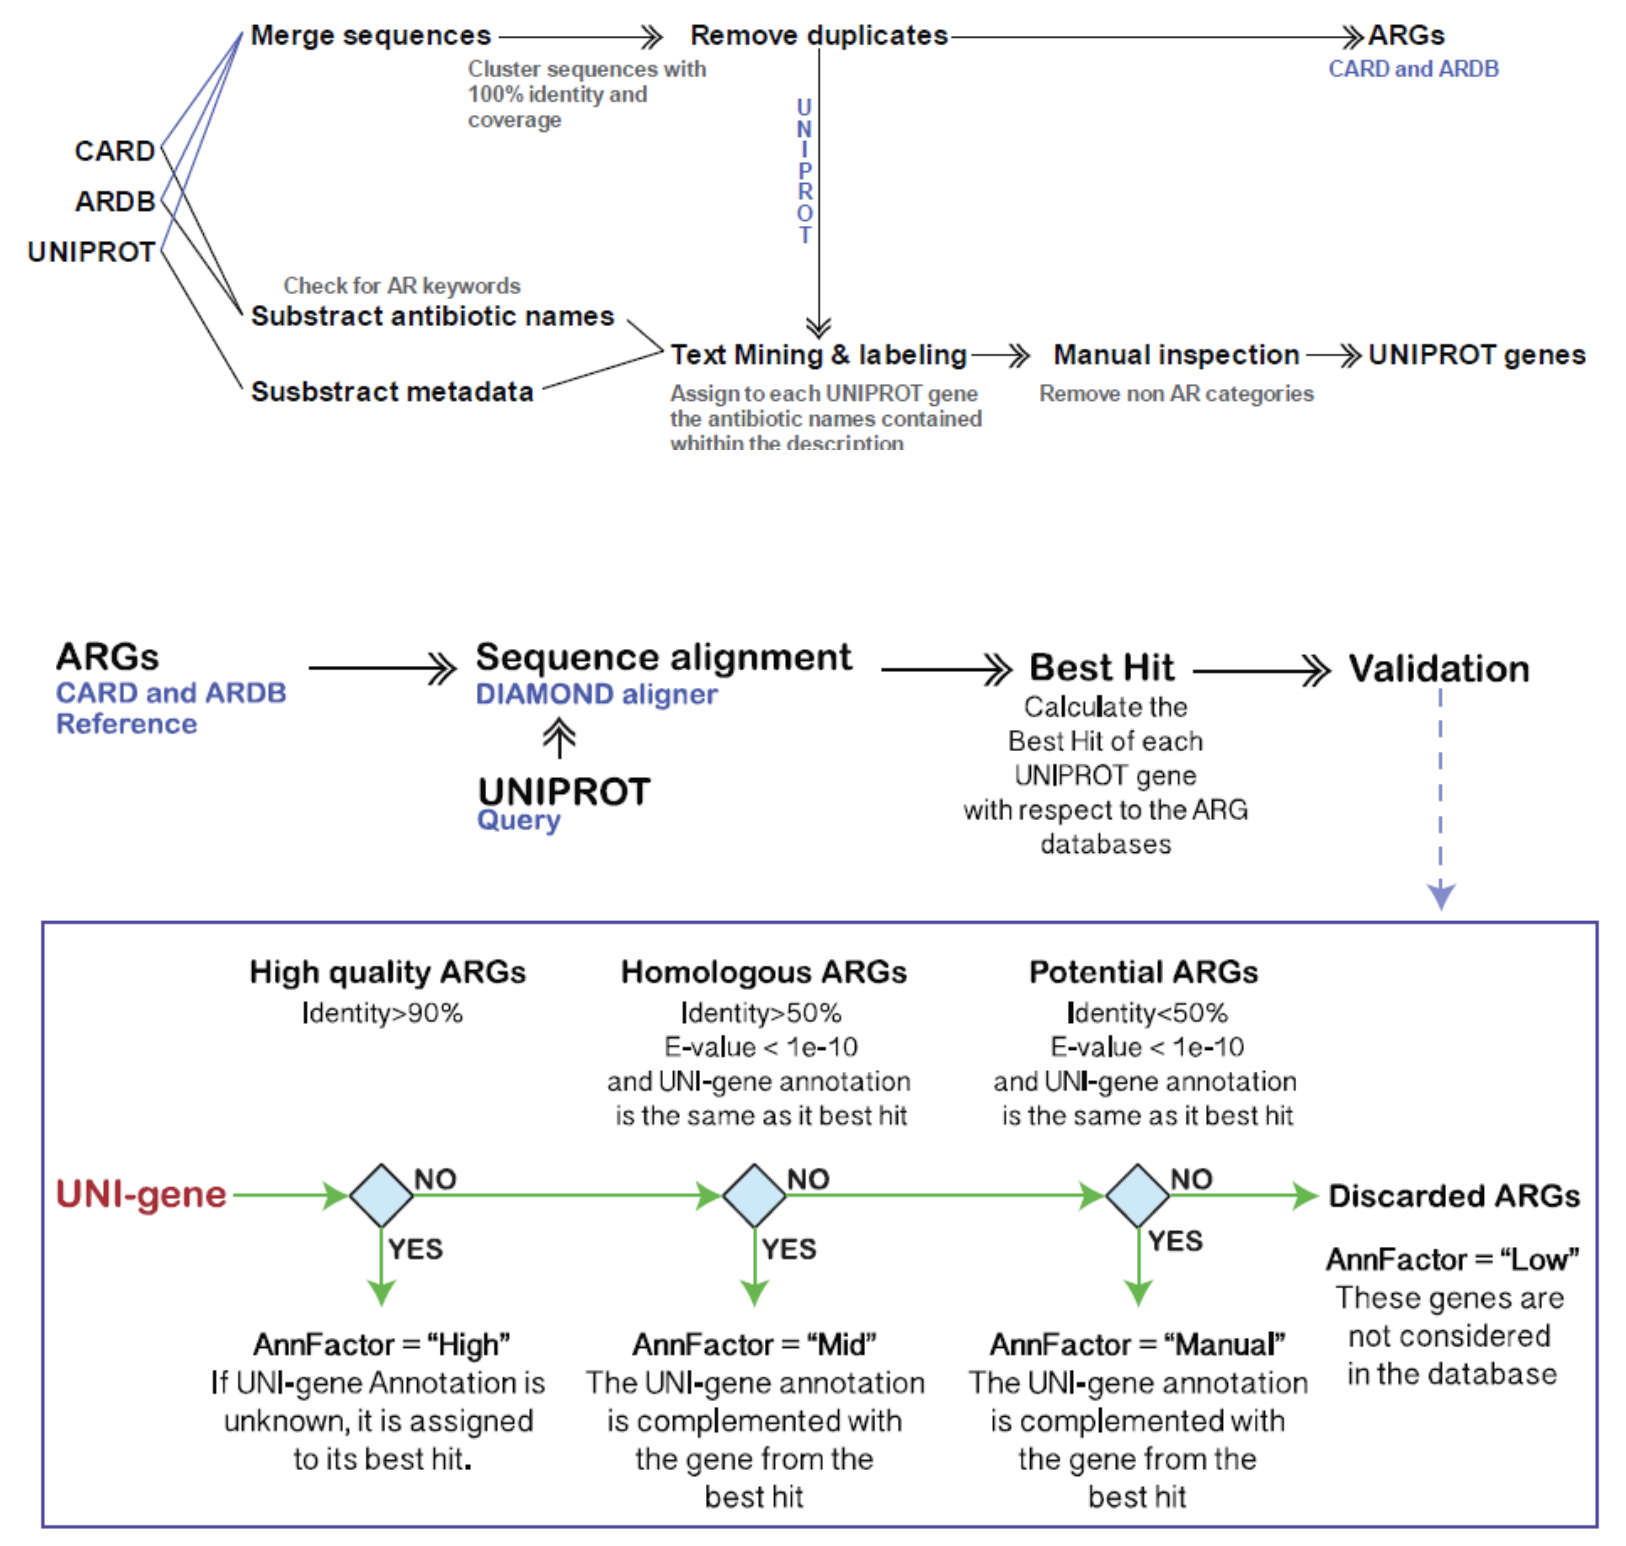 Merge sequences
Remove duplicates
ARGs
CARD and ARDB
Cluster sequences with
100% identity and
coverage
UNIPROT
CARD
ARDB
UNIPROT
Check for AR keywords
Substract antibiotic names
Susbstract metadata
Text Mining & labeling
Assign to each UNIPROT gene
the antibiotic names contained
whithin the description
Manual inspection
Remove non AR categories
UNIPROT genes
ARGs
CARD and ARDB
Reference
Sequence alignment
DIAMOND aligner
UNIPROT
Query
Best Hit
Calculate the
Best Hit of each
UNIPROT gene
with respect to the ARG
databases
Validation
High quality ARGs
Identity>90%
Homologous ARGs
Identity>50%
E-value < 1e-10
and UNI-gene annotation
is the same as it best hit
Potential ARGs
Identity<50%
E-value < 1e-10
and UNI-gene annotation
is the same as it best hit
UNI-gene
NO
YES
NO
YES
NO
YES
Discarded ARGs
AnnFactor = “High”
If UNI-gene Annotation is
unknown, it is assigned
to its best hit.
AnnFactor = “Mid”
The UNI-gene annotation
is complemented with
the gene from the
best hit
AnnFactor = “Manual”
The UNI-gene annotation
is complemented with
the gene from the
best hit
AnnFactor = “Low”
These genes are
not considered
in the database